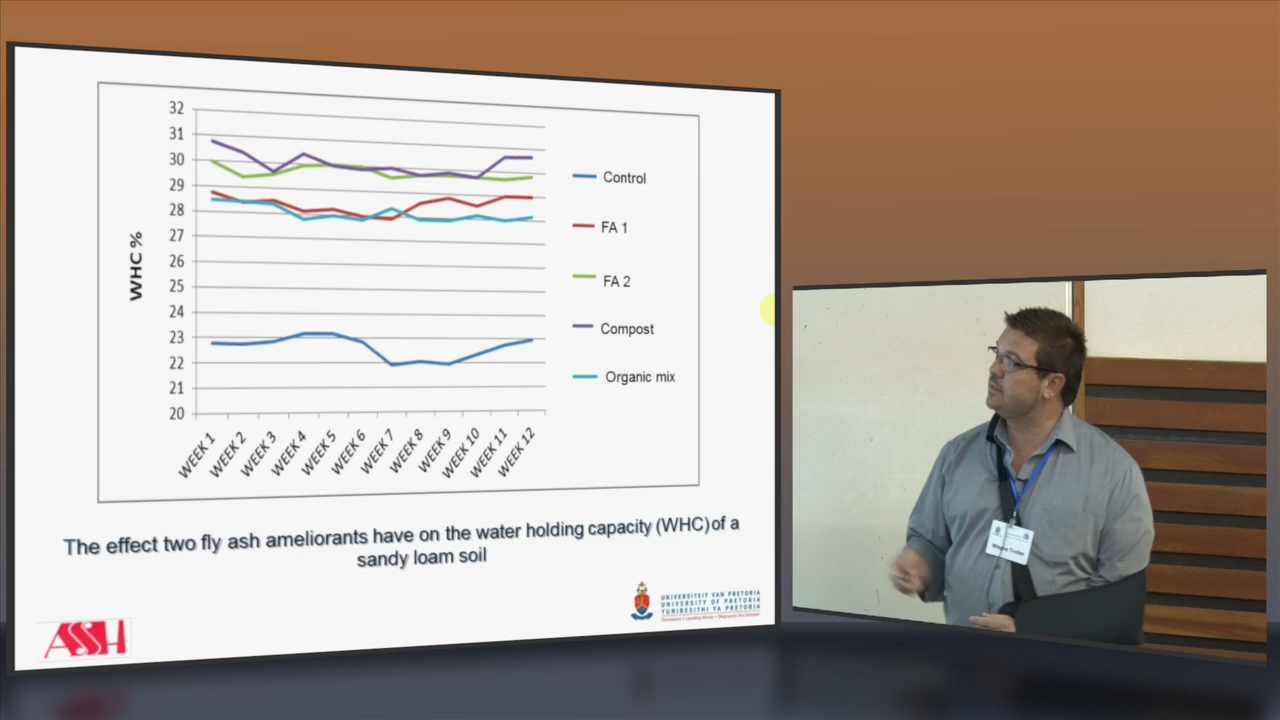 32
31
30
29
28
27
26
25
24
23
22
21
20
WHC %
WEEK 1
WEEK 2
WEEK 3
WEEK 4
WEEK 5
WEEK 6
WEEK 7
WEEK 8
WEEK 9
WEEK 10
WEEK 11
WEEK 12
Control
FA 1
FA 2
Compost
Organic mix
The effect two fly ash ameliorants have on the water holding capacity (WHC) of a
sandy loam soil
ASSH
UNIVERSITEIT VAN PRETORIA
UNIVERSITY OF PRETORIA
YUNIBESITHI YA PRETORIA